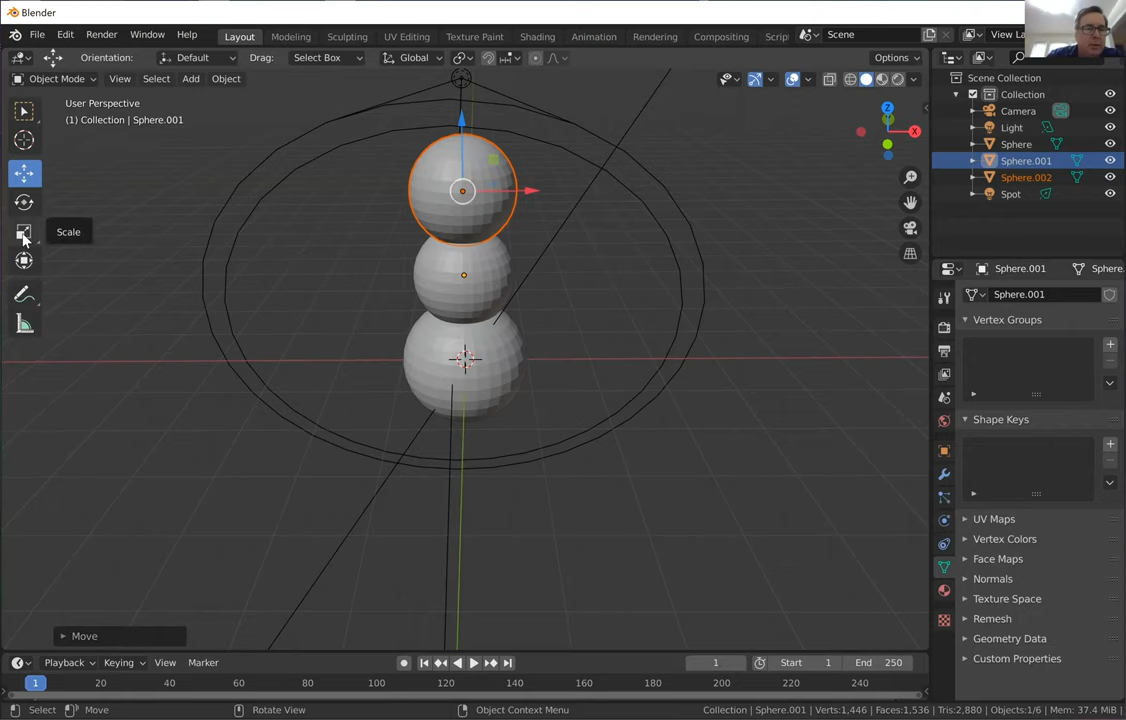 Blender
File Edit Render Window Help Layout Modeling Sculpting UV Editing Texture Paint Shading Animation Rendering Compositing Scene View La
Orientation: Default Drag: Select Box Global Options
Object Mode View Select Add Object
User Perspective
(1) Collection | Sphere.001
Scale
Z
X
Move
Scene Collection
Collection
Camera
Light
Sphere
Sphere.001
Sphere.002
Spot
Sphere.001 Sphere.
Sphere.001
Vertex Groups
Shape Keys
UV Maps
Vertex Colors
Face Maps
Normals
Texture Space
Remesh
Geometry Data
Custom Properties
Playback Keying View Marker 1 Start 1 End 250
1 20 40 60 80 100 120 140 160 180 200 220 240
Select Move Rotate View Object Context Menu Collection | Sphere.001 | Verts:1,446 | Faces:1,536 | Tris:2,880 | Objects:1/6 | Mem: 37.4 MiB